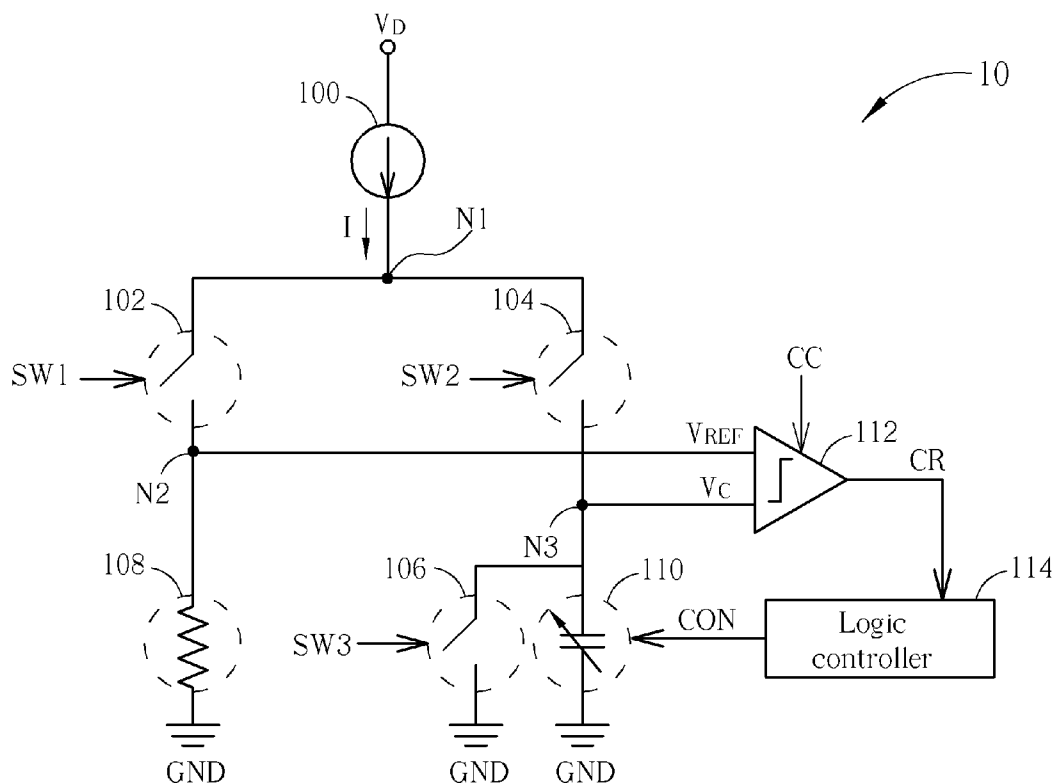 VD
10
100
I
N1
102
104
SW1
SW2
CC
VREF
112
CR
N2
VC
N3
108
106
110
114
SW3
CON
Logic
controller
GND
GND
GND